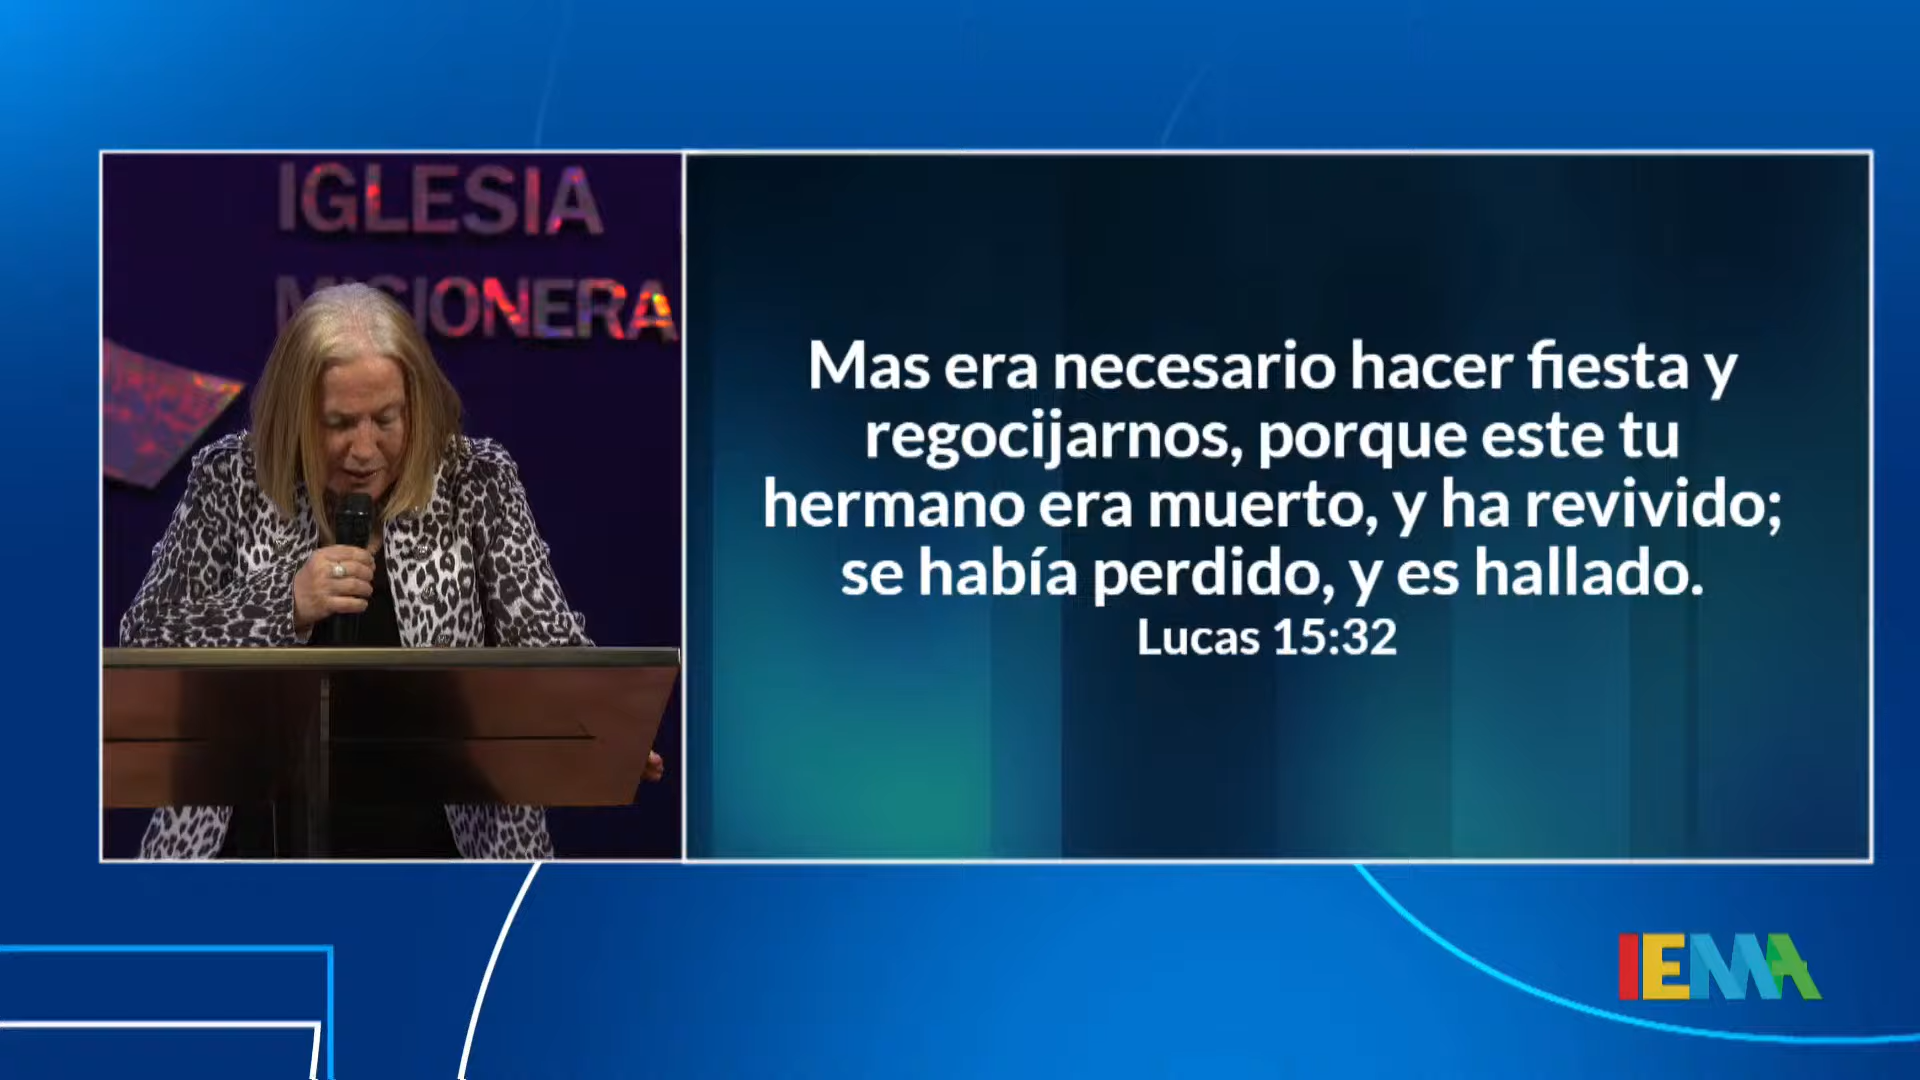 IGLESIA
MISIONERA
Mas era necesario hacer fiesta y
regocijarnos, porque este tu
hermano era muerto, y ha revivido;
se había perdido, y es hallado.
Lucas 15:32
IEMA